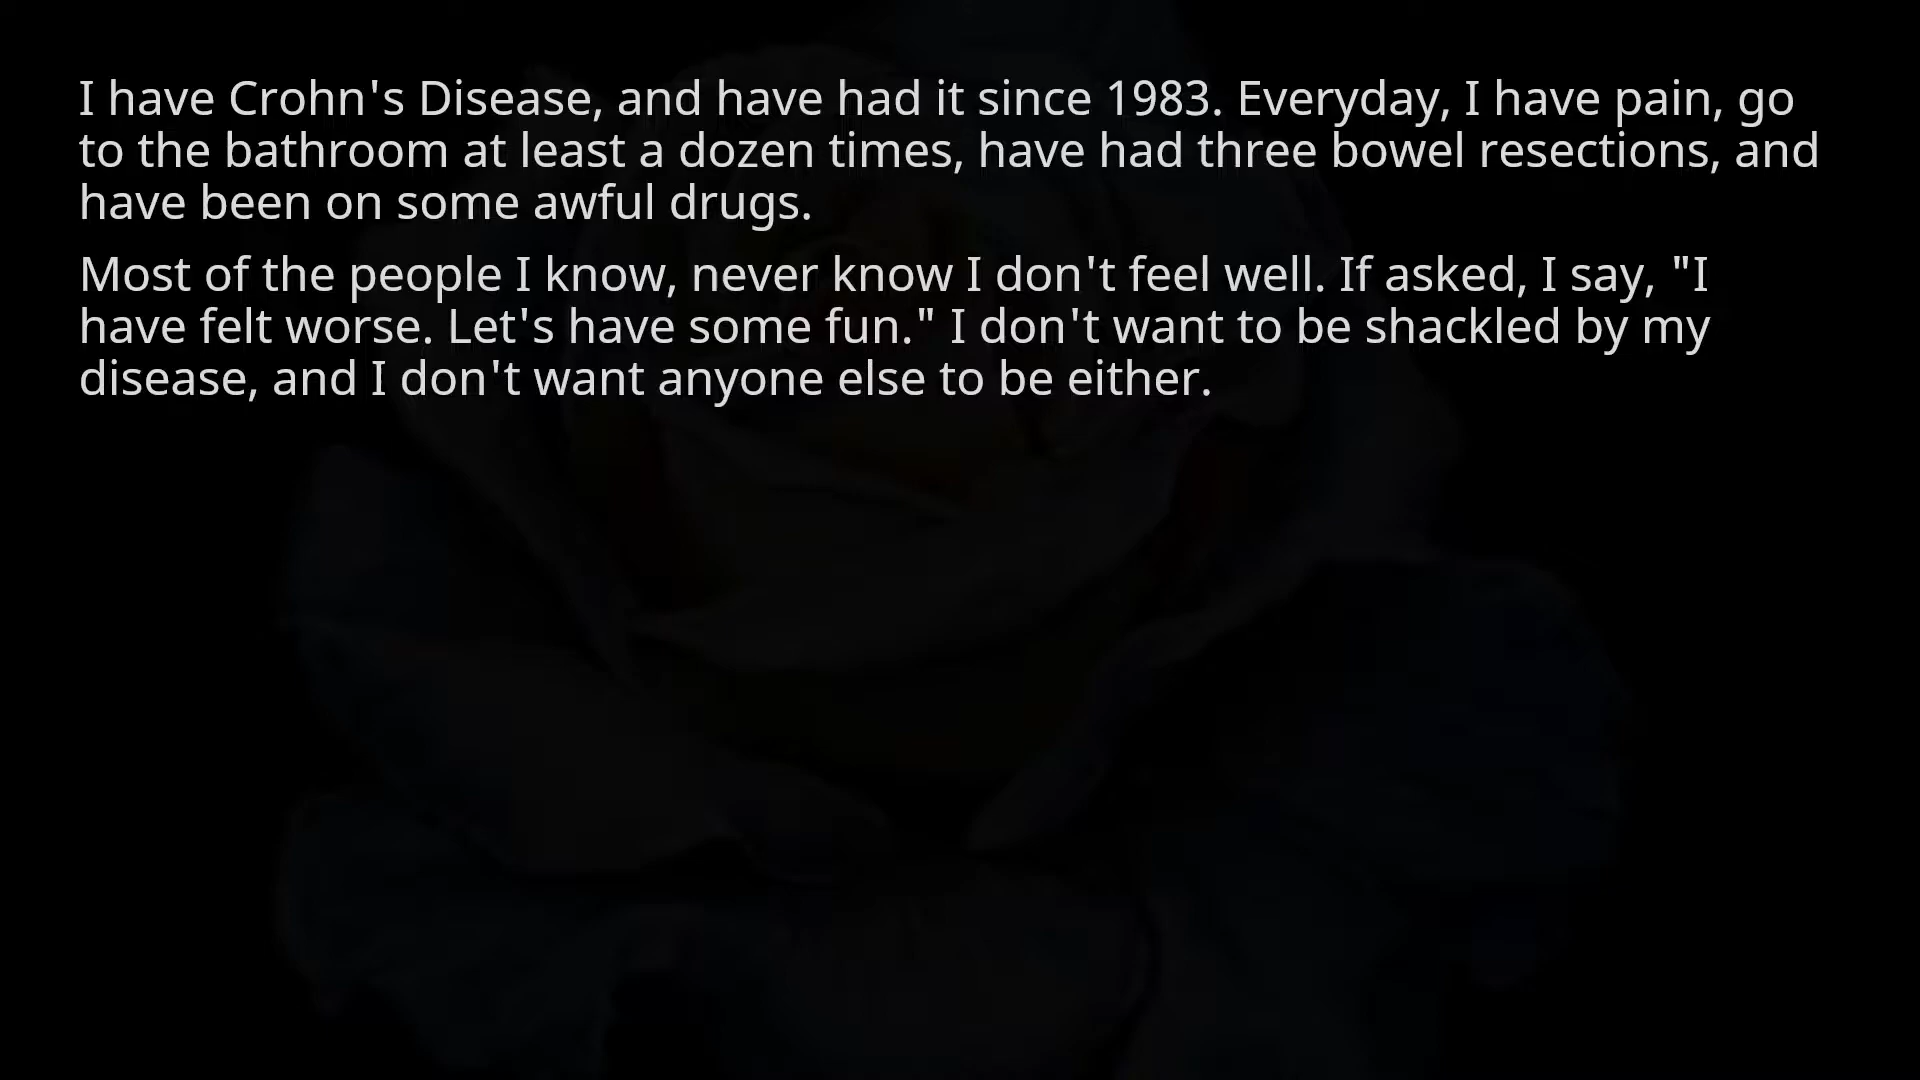 I have Crohn's Disease, and have had it since 1983. Everyday, I have pain, go
to the bathroom at least a dozen times, have had three bowel resections, and
have been on some awful drugs.
Most of the people I know, never know I don't feel well. If asked, I say, "I
have felt worse. Let's have some fun." I don't want to be shackled by my
disease, and I don't want anyone else to be either.